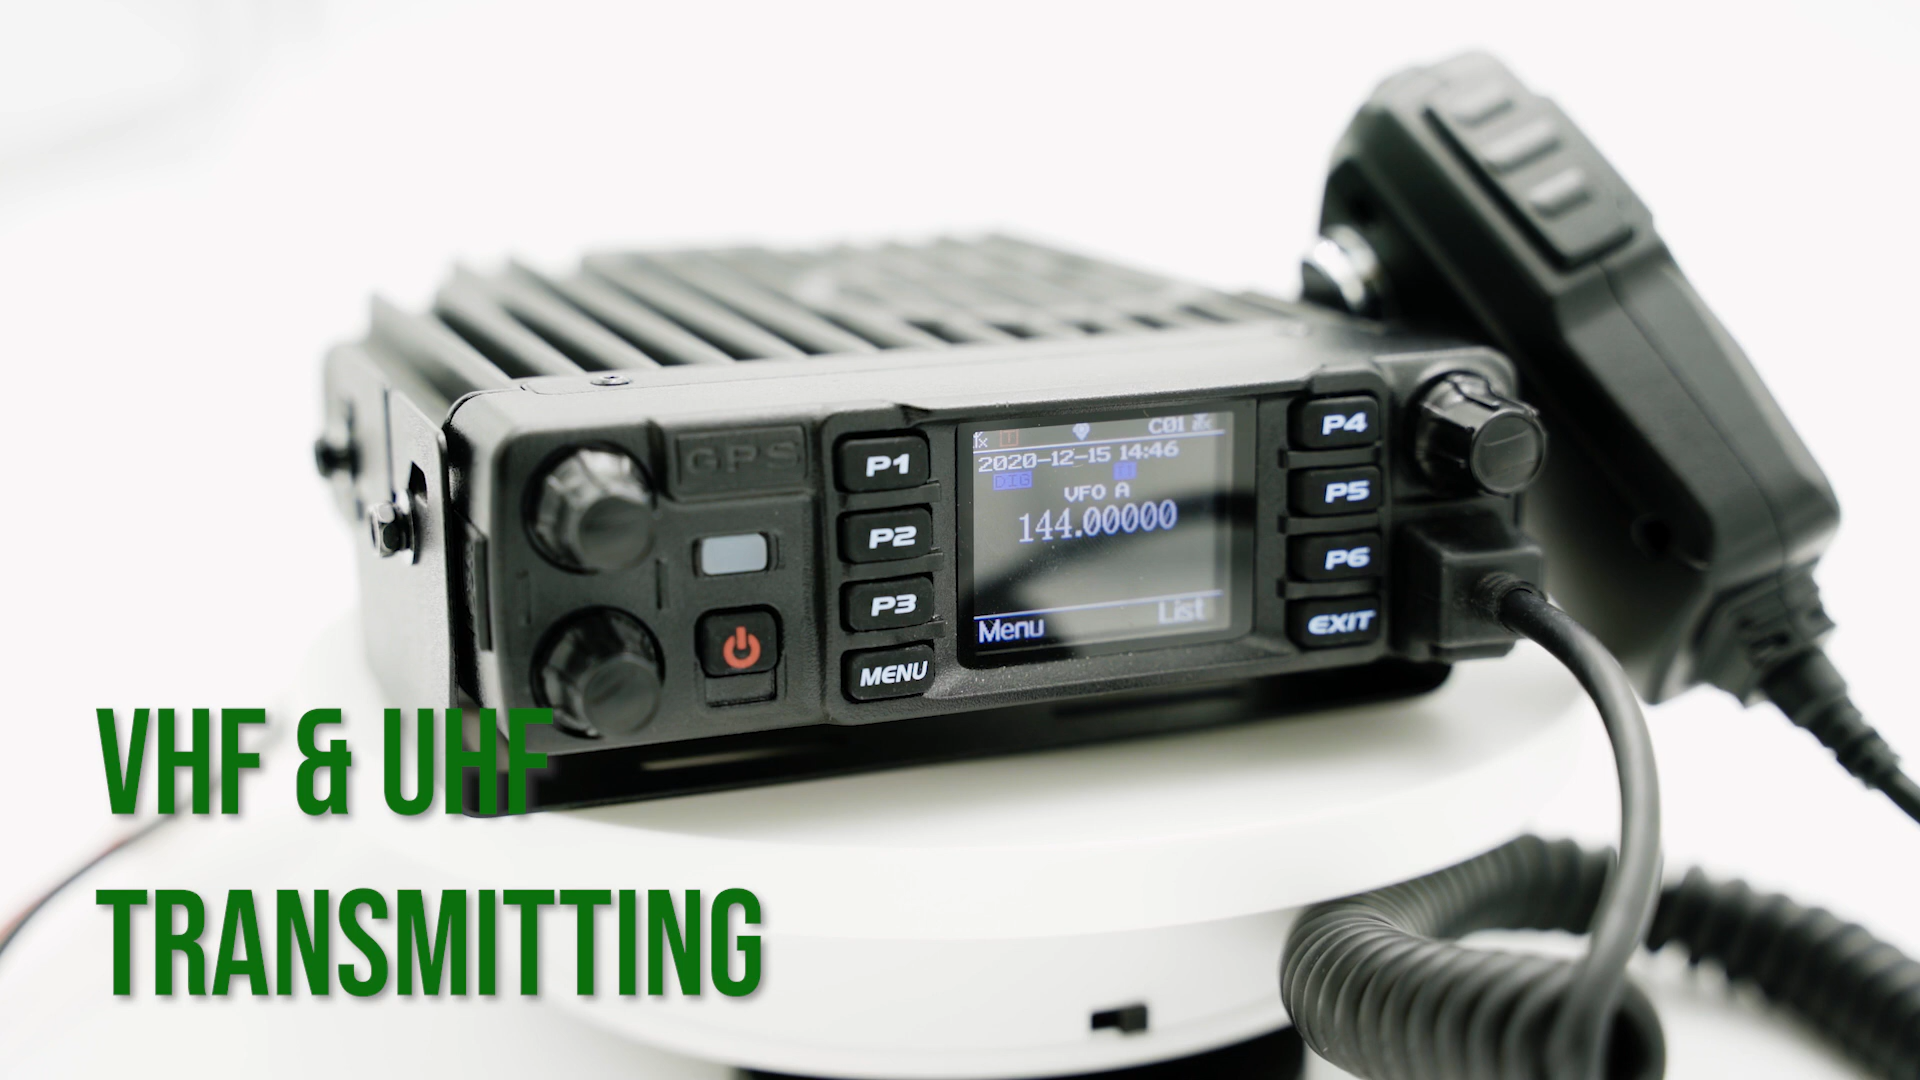 GPS
P1
P2
P3
MENU
C01
2020-12-15 14:46
DIG
VFO A
144.00000
Menu
List
P4
P5
P6
EXIT
VHF & UHF
TRANSMITTING